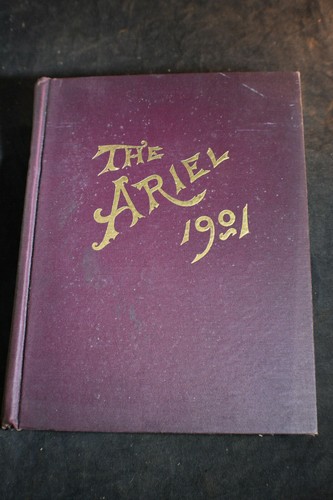 THE
ARIEL
1901